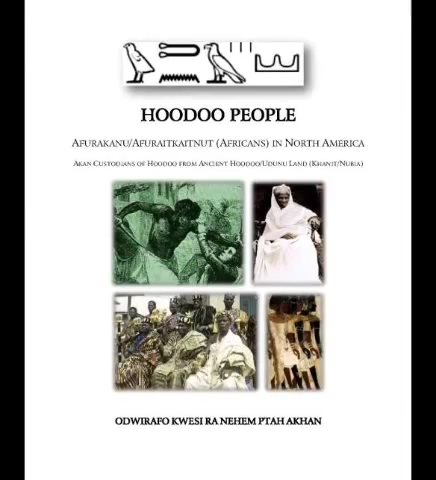 HOODOO PEOPLE
AFURAKANU/AFURAITKAITNUT (AFRICANS) IN NORTH AMERICA
AKAN CUSTODIANS OF HOODOO FROM ANCIENT HOODOO/UDUNU LAND (KHANIT/NUBIA)
ODWIRAFO KWESI RA NEHEM PTAH AKHAN